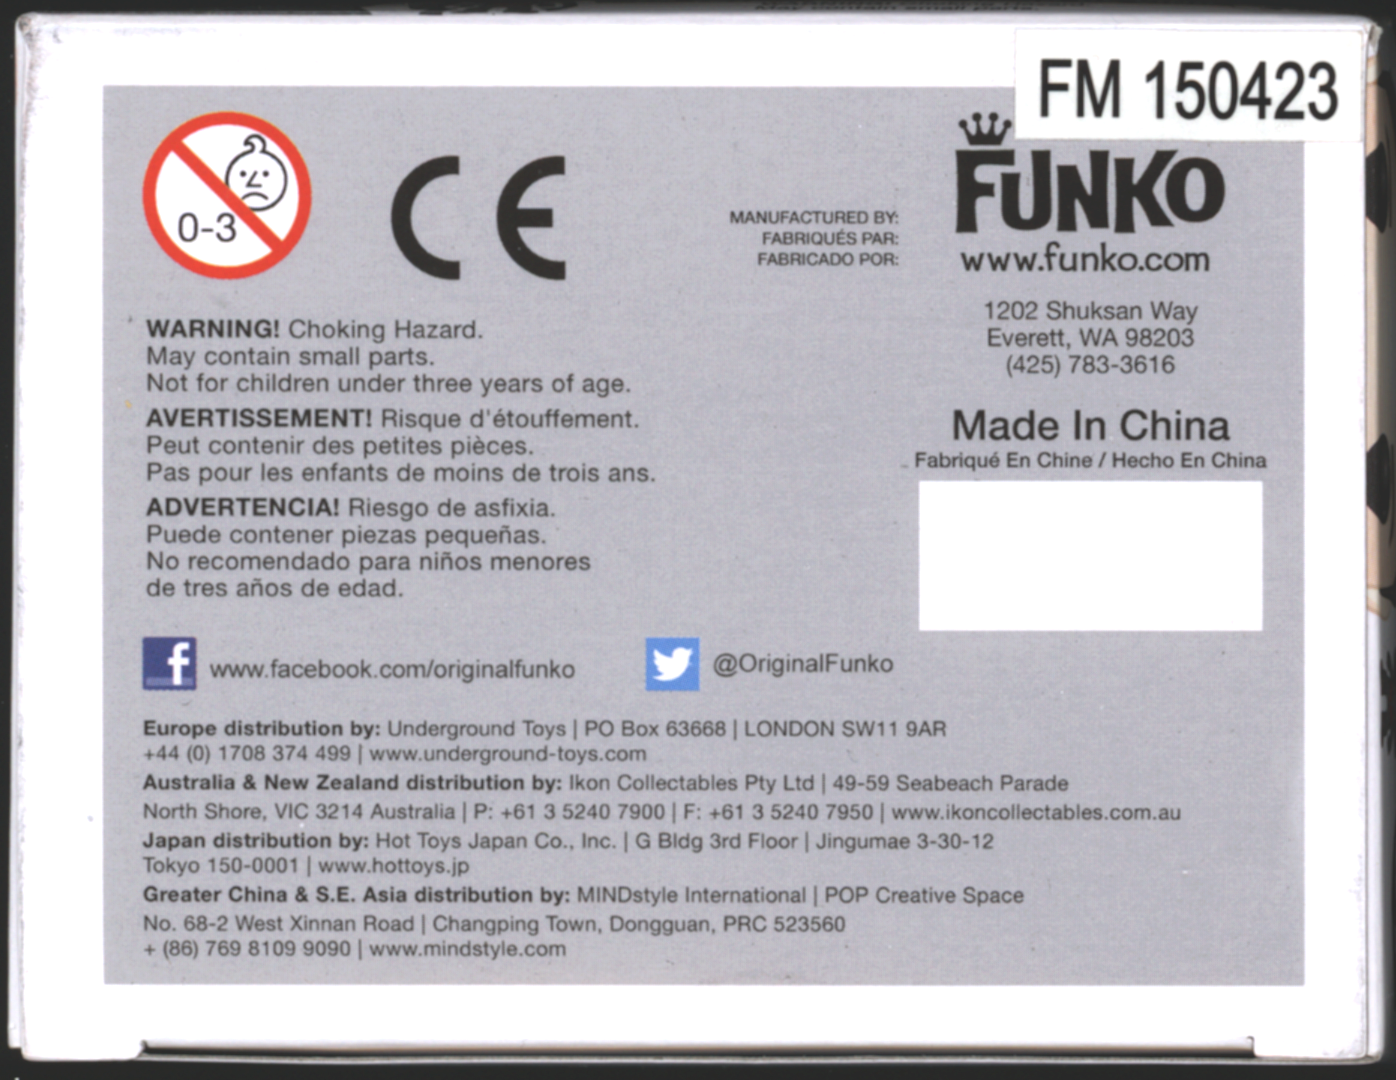 FM 150423
0-3
CE
MANUFACTURED BY:
FABRIQUÉS PAR:
FABRICADO POR:
FUNKO
www.funko.com
1202 Shuksan Way
Everett, WA 98203
(425) 783-3616
Made In China
Fabriqué En Chine / Hecho En China
WARNING! Choking Hazard.
May contain small parts.
Not for children under three years of age.
AVERTISSEMENT! Risque d'étouffement.
Peut contenir des petites pièces.
Pas pour les enfants de moins de trois ans.
ADVERTENCIA! Riesgo de asfixia.
Puede contener piezas pequeñas.
No recomendado para niños menores
de tres años de edad.
f www.facebook.com/originalfunko
@OriginalFunko
Europe distribution by: Underground Toys | PO Box 63668 | LONDON SW11 9AR
+44 (0) 1708 374 499 | www.underground-toys.com
Australia & New Zealand distribution by: Ikon Collectables Pty Ltd | 49-59 Seabeach Parade
North Shore, VIC 3214 Australia | P: +61 3 5240 7900 | F: +61 3 5240 7950 | www.ikoncollectables.com.au
Japan distribution by: Hot Toys Japan Co., Inc. | G Bldg 3rd Floor | Jingumae 3-30-12
Tokyo 150-0001 | www.hottoys.jp
Greater China & S.E. Asia distribution by: MINDstyle International | POP Creative Space
No. 68-2 West Xinnan Road | Changping Town, Dongguan, PRC 523560
+ (86) 769 8109 9090 | www.mindstyle.com